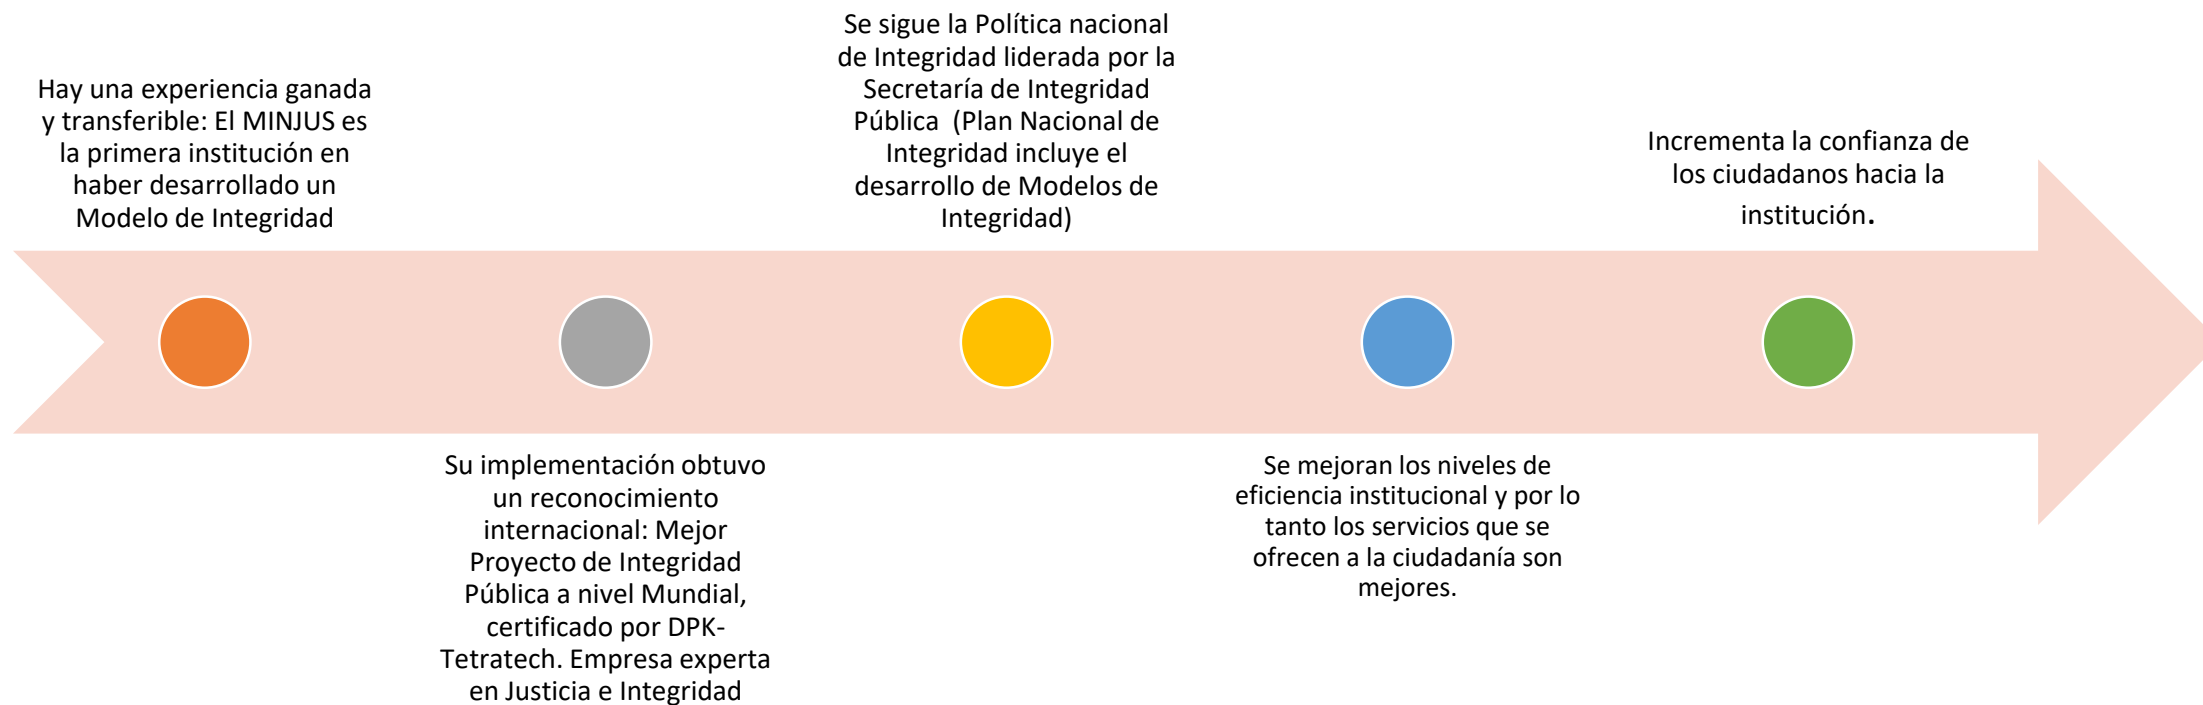 Hay una experiencia ganada
y transferible: El MINJUS es
la primera institución en
haber desarrollado un
Modelo de Integridad
Su implementación obtuvo
un reconocimiento
internacional: Mejor
Proyecto de Integridad
Pública a nivel Mundial,
certificado por DPK-
Tetratech. Empresa experta
en Justicia e Integridad
Se sigue la Política nacional
de Integridad liderada por la
Secretaría de Integridad
Pública (Plan Nacional de
Integridad incluye el
desarrollo de Modelos de
Integridad)
Se mejoran los niveles de
eficiencia institucional y por lo
tanto los servicios que se
ofrecen a la ciudadanía son
mejores.
Incrementa la confianza de
los ciudadanos hacia la
institución.